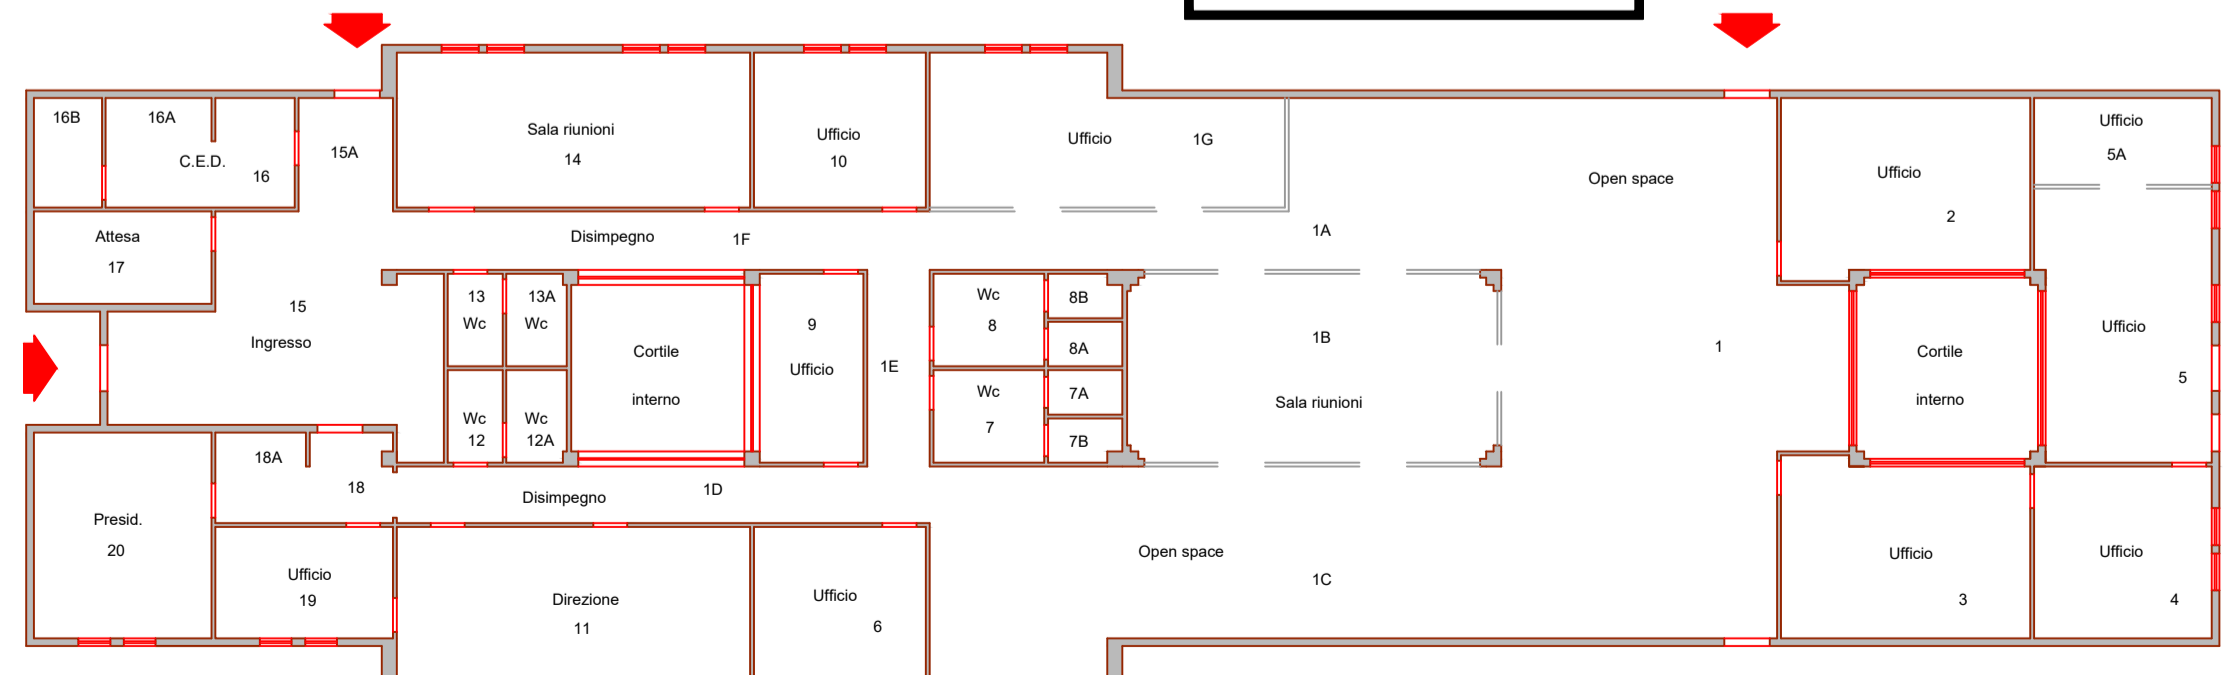 16B
16A
C.E.D.
16
15A
Sala riunioni
14
Ufficio
10
Ufficio
1G
Open space
Ufficio
2
Ufficio
5A
Attesa
17
Disimpegno
1F
1A
15
Ingresso
13
Wc
13A
Wc
Cortile
interno
9
Ufficio
1E
Wc
8
8B
8A
1B
Sala riunioni
1
Cortile
interno
Ufficio
5
Wc
12
Wc
12A
Wc
7
7A
7B
18A
18
Disimpegno
1D
Presid.
20
Ufficio
19
Direzione
11
Ufficio
6
Open space
1C
Ufficio
3
Ufficio
4